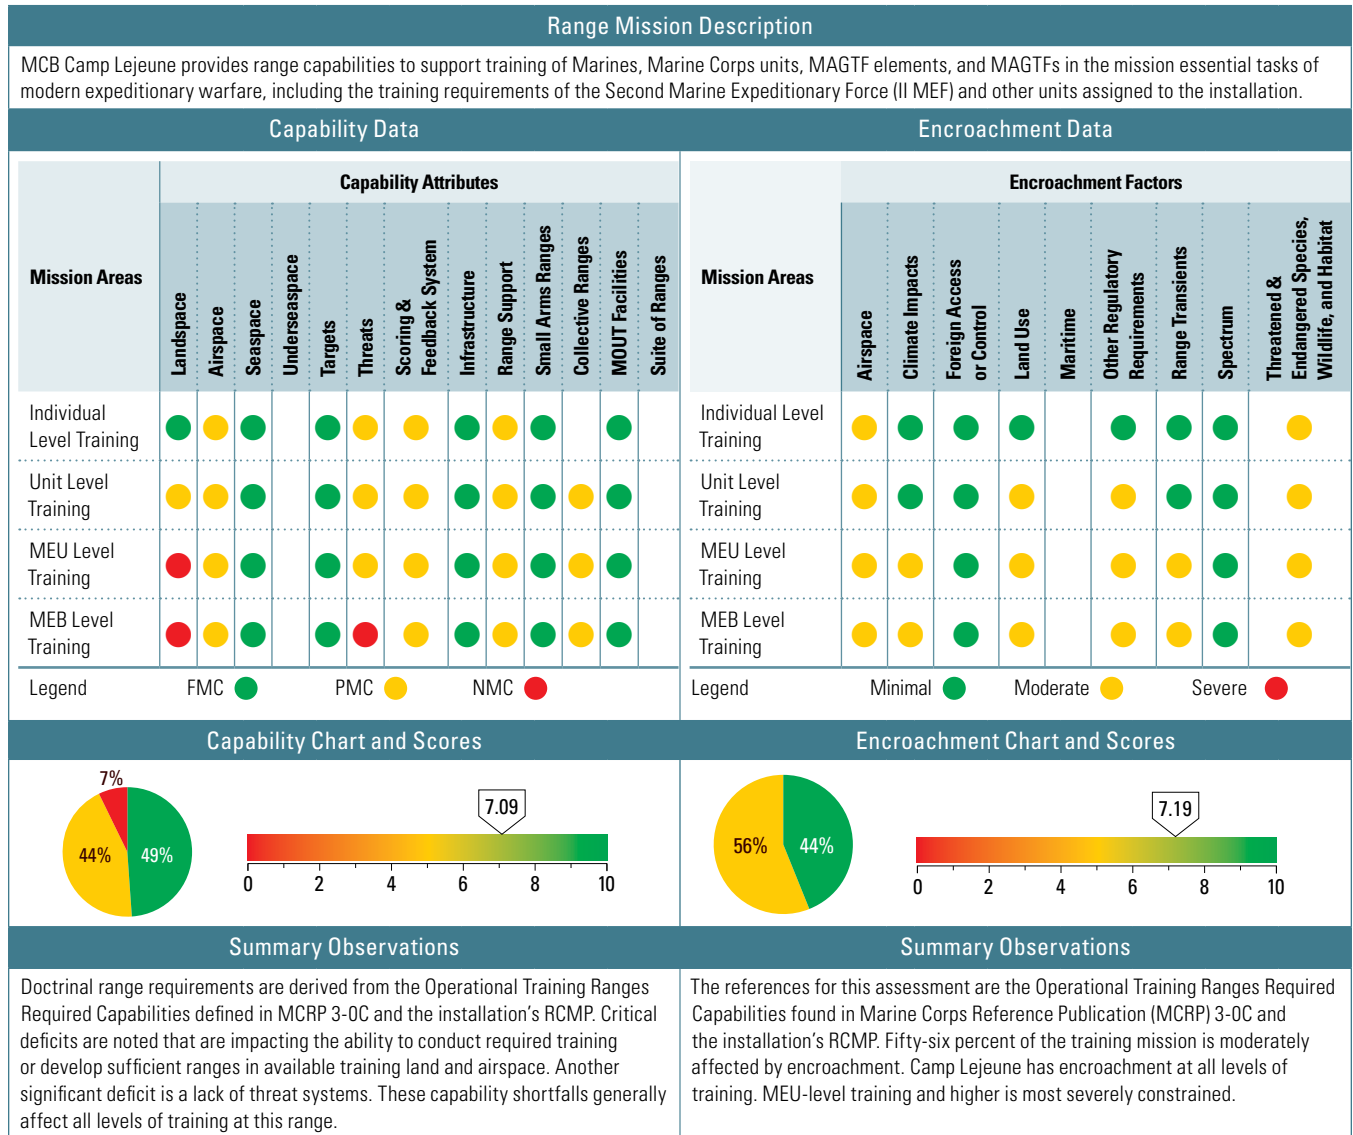 Range Mission Description
MCB Camp Lejeune provides range capabilities to support training of Marines, Marine Corps units, MAGTF elements, and MAGTFs in the mission essential tasks of
modern expeditionary warfare, including the training requirements of the Second Marine Expeditionary Force (II MEF) and other units assigned to the installation.
Capability Data
Mission Areas
Capability Attributes
Landspace
Airspace
Seaspace
Underseaspace
Targets
Threats
Scoring &
Feedback System
Infrastructure
Range Support
Small Arms Ranges
Collective Ranges
MOUT Facilities
Suite of Ranges
Individual
Level Training
Unit Level
Training
MEU Level
Training
MEB Level
Training
Legend FMC PMC NMC
Encroachment Data
Mission Areas
Encroachment Factors
Airspace
Climate Impacts
Foreign Access
or Control
Land Use
Maritime
Other Regulatory
Requirements
Range Transients
Spectrum
Threatened &
Endangered Species,
Wildlife, and Habitat
Individual Level
Training
Unit Level
Training
MEU Level
Training
MEB Level
Training
Legend Minimal Moderate Severe
Capability Chart and Scores
7%
44%
49%
7.09
0 2 4 6 8 10
Encroachment Chart and Scores
56%
44%
7.19
0 2 4 6 8 10
Summary Observations
Doctrinal range requirements are derived from the Operational Training Ranges
Required Capabilities defined in MCRP 3-0C and the installation's RCMP. Critical
deficits are noted that are impacting the ability to conduct required training
or develop sufficient ranges in available training land and airspace. Another
significant deficit is a lack of threat systems. These capability shortfalls generally
affect all levels of training at this range.
Summary Observations
The references for this assessment are the Operational Training Ranges Required
Capabilities found in Marine Corps Reference Publication (MCRP) 3-0C and
the installation's RCMP. Fifty-six percent of the training mission is moderately
affected by encroachment. Camp Lejeune has encroachment at all levels of
training. MEU-level training and higher is most severely constrained.